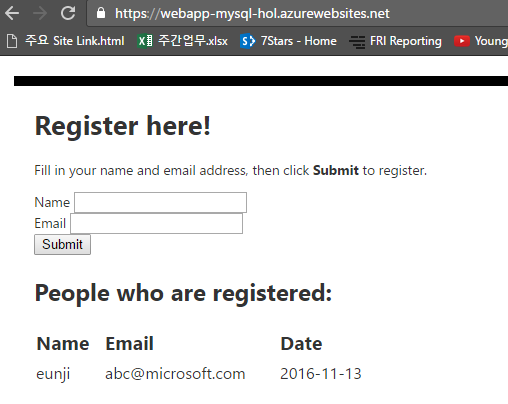 https://webapp-mysql-hol.azurewebsites.net
주요 Site Link.html 주간업무.xlsx 7Stars - Home FRI Reporting Young
Register here!
Fill in your name and email address, then click Submit to register.
Name
Email
Submit
People who are registered:
Name Email Date
eunji abc@microsoft.com 2016-11-13